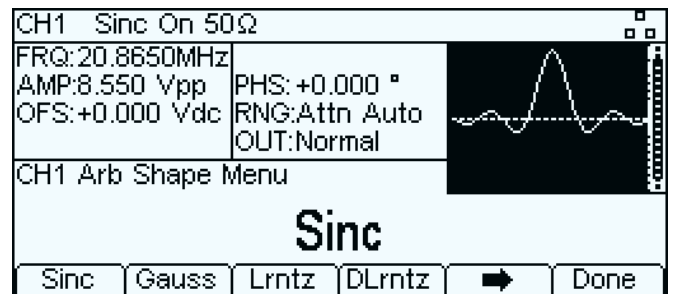 CH1 Sinc On 50Ω
FRQ:20.8650MHz
AMP:8.550 Vpp PHS:+0.000 °
OFS:+0.000 Vdc RNG:Attn Auto
OUT:Normal
CH1 Arb Shape Menu
Sinc
Sinc Gauss Lrntz DLrntz ➡ Done